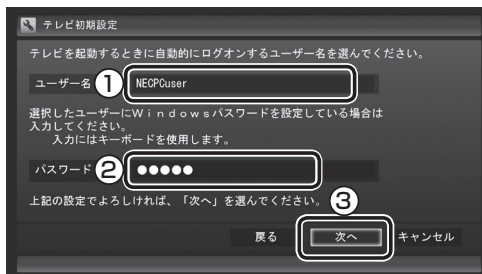 テレビ初期設定
テレビを起動するときに自動的にログオンするユーザー名を選んでください。
ユーザー名 ① NECPCuser
選択したユーザーにWindowsパスワードを設定している場合は
入力してください。
入力にはキーボードを使用します。
パスワード ② ●●●●●
上記の設定でよろしければ、「次へ」を選んでください。 ③
戻る 次へ キャンセル